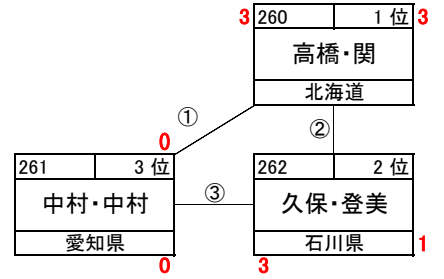 3 260 1位 3
高橋・関
北海道
①
②
0
261 3位
262 2位
中村・中村
③
久保・登美
愛知県
石川県 1
0
3